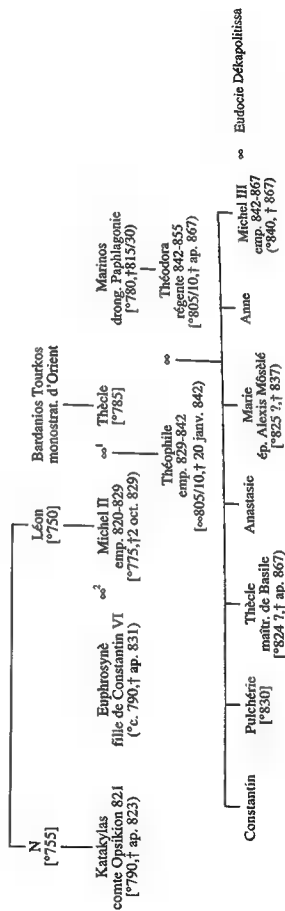 N
[°755]
Léon
[°750]
Bardanios Tourkos
monostrat. d'Orient
Katakylas
comte Opsikion 821
[°790,† ap. 823)
Euphrosynè
fille de Constantin VI
(°c. 790,† ap. 831)
∞²
Michel II
emp. 820-829
[°775,†2 oct. 829)
∞¹
Thècle
[°785]
Marinos
drong. Paphlagonie
[°780,†815/30)
Théophile
emp. 829-842
[∞805/10,† 20 janv. 842)
∞
Théodora
régente 842-855
[°805/10,† ap. 867)
Constantin
Pulchérie
[°830]
Thècle
maîtr. de Basile
[°824 ?,† ap. 867)
Anastasie
Marie
ép. Alexis Môsélé
[°825 ?,† 837)
Anne
Michel III
emp. 842-867
(°840, † 867)
∞
Eudocie Dékapolitissa